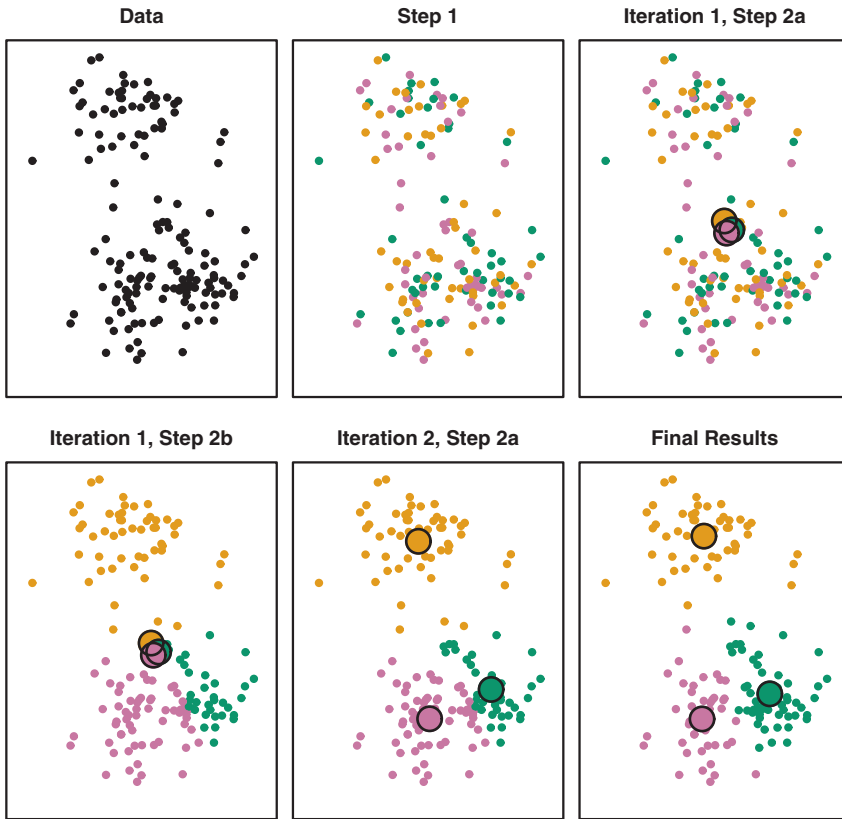 Data
Step 1
Iteration 1, Step 2a
Iteration 1, Step 2b
Iteration 2, Step 2a
Final Results